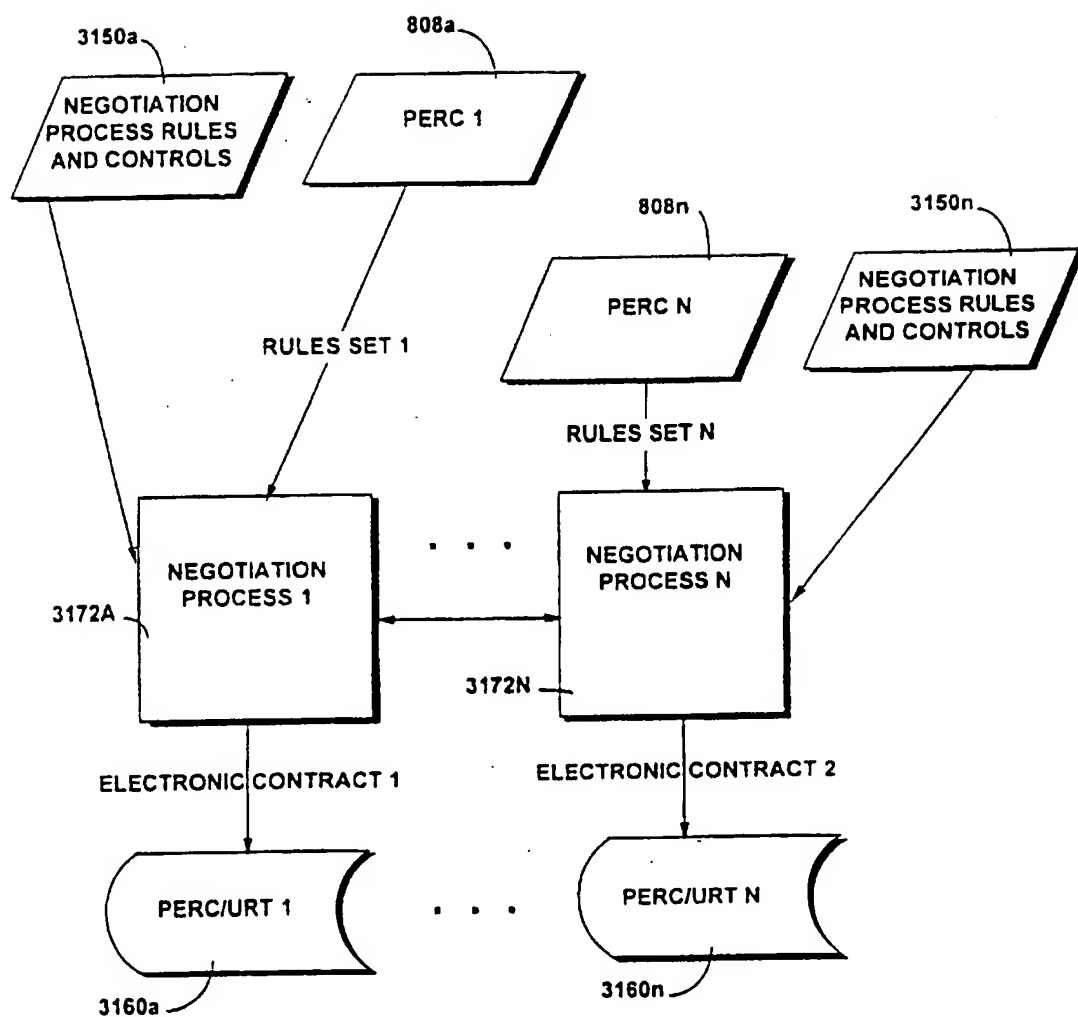 3150a
808a
NEGOTIATION
PROCESS RULES
AND CONTROLS
PERC 1
808n
3150n
PERC N
NEGOTIATION
PROCESS RULES
AND CONTROLS
RULES SET 1
RULES SET N
NEGOTIATION
PROCESS 1
. . .
NEGOTIATION
PROCESS N
3172A
3172N
ELECTRONIC CONTRACT 1
ELECTRONIC CONTRACT 2
PERC/URT 1
. . .
PERC/URT N
3160a
3160n